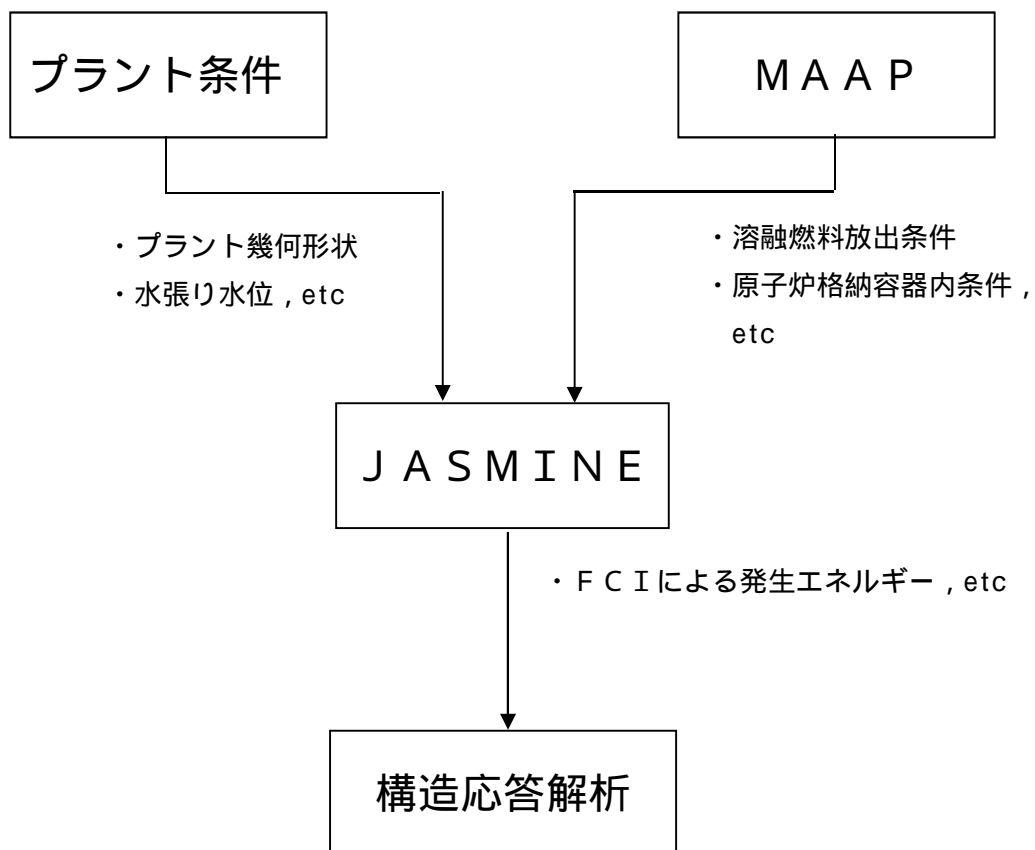 プラント条件
ＭＡＡＰ
・プラント幾何形状
・水張り水位，etc
・溶融燃料放出条件
・原子炉格納容器内条件，
etc
ＪＡＳＭＩＮＥ
・ＦＣＩによる発生エネルギー，etc
構造応答解析